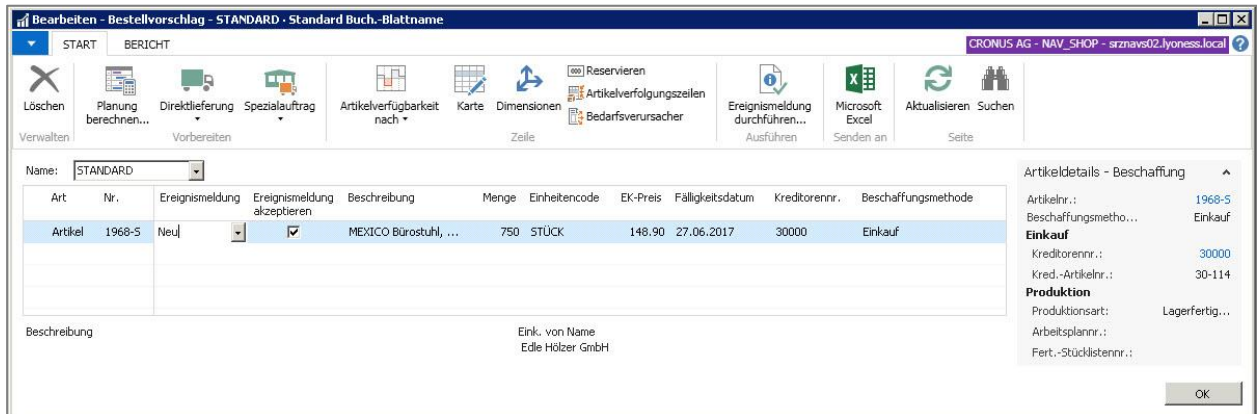 Bearbeiten - Bestellvorschlag - STANDARD · Standard Buch.-Blattname
START BERICHT
CRONUS AG - NAV_SHOP - srznavs02.lyoness.local
Löschen
Planung berechnen...
Direktlieferung
Spezialauftrag
Artikelverfügbarkeit nach
Karte
Dimensionen
Reservieren
Artikelverfolgungszeilen
Bedarfsverursacher
Ereignismeldung durchführen...
Microsoft Excel
Aktualisieren
Suchen
Verwalten Vorbereiten Zeile Ausführen Senden an Seite
Name: STANDARD
Art Nr. Ereignismeldung Ereignismeldung akzeptieren Beschreibung Menge Einheitencode EK-Preis Fälligkeitsdatum Kreditorennr. Beschaffungsmethode
Artikel 1968-S Neu MEXICO Bürostuhl, ... 750 STÜCK 148.90 27.06.2017 30000 Einkauf
Beschreibung
Eink. von Name
Edle Hölzer GmbH
Artikeldetails - Beschaffung
Artikelnr.: 1968-S
Beschaffungsmetho... Einkauf
Einkauf
Kreditorennr.: 30000
Kred.-Artikelnr.: 30-114
Produktion
Produktionsart: Lagerfertig...
Arbeitsplannr.:
Fert.-Stücklistennr.:
OK